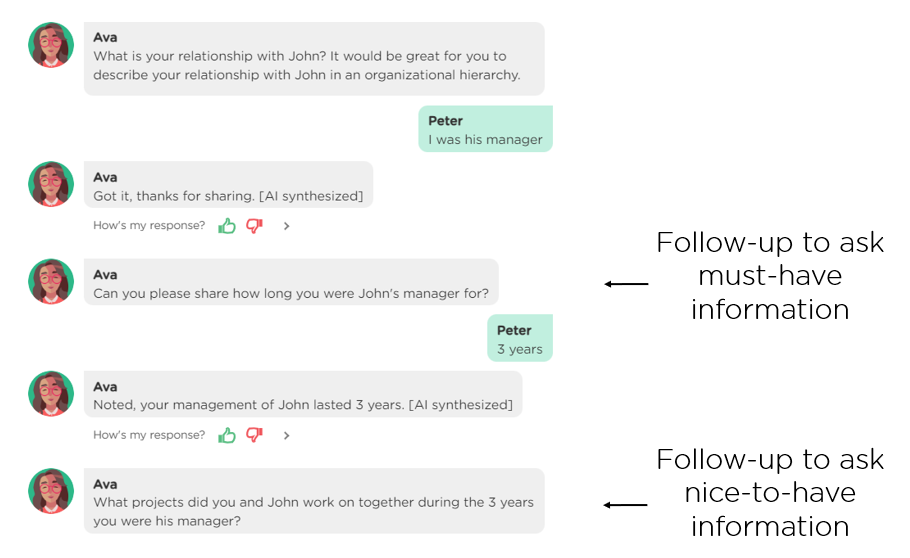 Ava
What is your relationship with John? It would be great for you to
describe your relationship with John in an organizational hierarchy.
Peter
I was his manager
Ava
Got it, thanks for sharing. [AI synthesized]
How's my response?
Ava
Can you please share how long you were John's manager for?
Follow-up to ask
must-have
information
Peter
3 years
Ava
Noted, your management of John lasted 3 years. [AI synthesized]
How's my response?
Ava
What projects did you and John work on together during the 3 years
you were his manager?
Follow-up to ask
nice-to-have
information